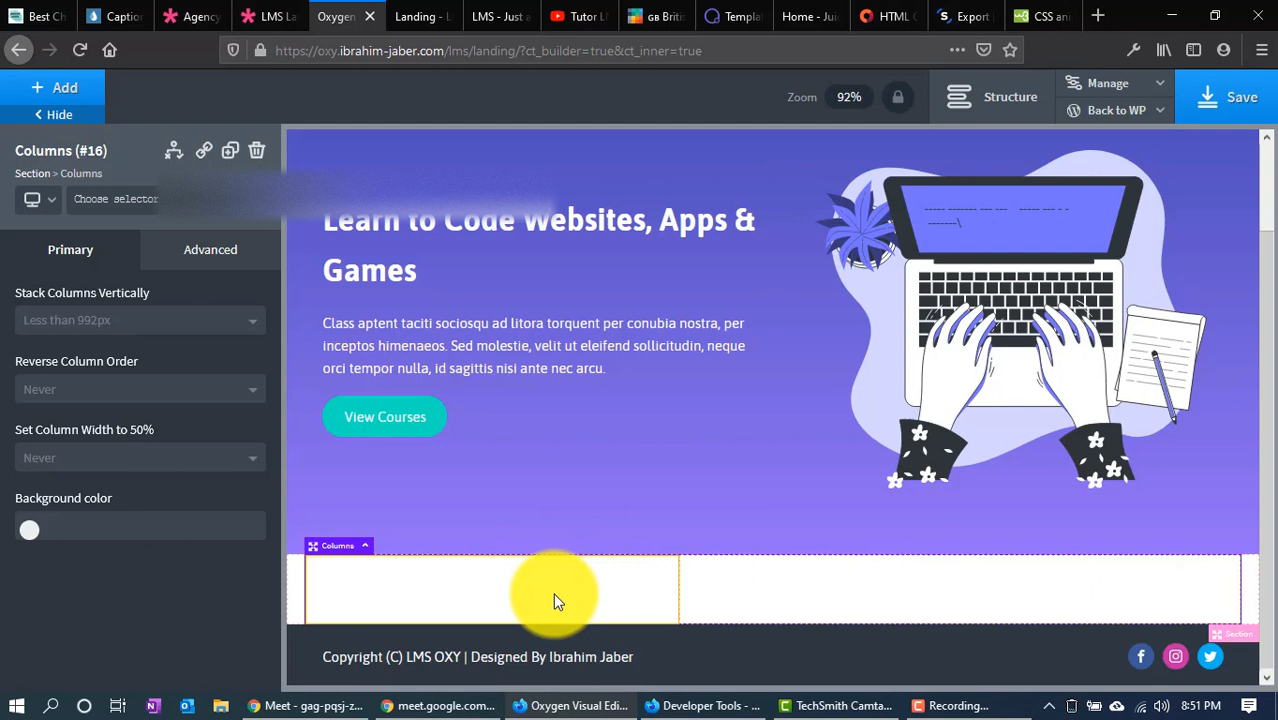 Best Ch
Caption
Agency
LMS La
Oxygen
Landing - L
LMS - Just a
Tutor L
GB Brit
Templa
Home - Juic
HTML C
Export
CSS an
https://oxy.ibrahim-jaber.com/lms/landing/?ct_builder=true&ct_inner=true
+ Add
Hide
Zoom 92%
Structure
Manage
Back to WP
Save
Columns (#16)
Section > Columns
Choose selector
Primary
Advanced
Stack Columns Vertically
Less than 992px
Reverse Column Order
Never
Set Column Width to 50%
Never
Background color
Learn to Code Websites, Apps &
Games
Class aptent taciti sociosqu ad litora torquent per conubia nostra, per
inceptos himenaeos. Sed molestie, velit ut eleifend sollicitudin, neque
orci tempor nulla, id sagittis nisi ante nec arcu.
View Courses
Columns
Section
Copyright (C) LMS OXY | Designed By Ibrahim Jaber
Meet - gag-pqsj-z...
meet.google.com...
Oxygen Visual Edi...
Developer Tools - ...
TechSmith Camta...
Recording...
8:51 PM